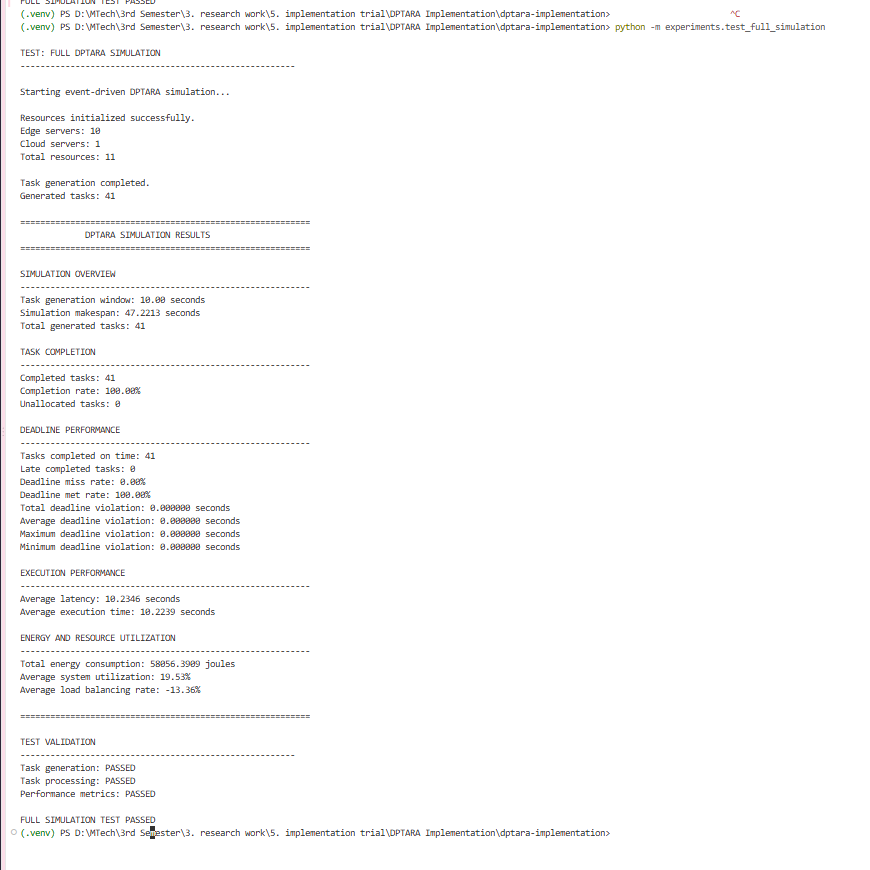 FULL SIMULATION TEST PASSED
(.venv) PS D:\MTech\3rd Semester\3. research work\5. implementation trial\DPTARA Implementation\dptara-implementation> ^C
(.venv) PS D:\MTech\3rd Semester\3. research work\5. implementation trial\DPTARA Implementation\dptara-implementation> python -m experiments.test_full_simulation
TEST: FULL DPTARA SIMULATION
-------------------------------------------------------
Starting event-driven DPTARA simulation...
Resources initialized successfully.
Edge servers: 10
Cloud servers: 1
Total resources: 11
Task generation completed.
Generated tasks: 41
==========================================================
DPTARA SIMULATION RESULTS
==========================================================
SIMULATION OVERVIEW
----------------------------------------------------------
Task generation window: 10.00 seconds
Simulation makespan: 47.2213 seconds
Total generated tasks: 41
TASK COMPLETION
----------------------------------------------------------
Completed tasks: 41
Completion rate: 100.00%
Unallocated tasks: 0
DEADLINE PERFORMANCE
----------------------------------------------------------
Tasks completed on time: 41
Late completed tasks: 0
Deadline miss rate: 0.00%
Deadline met rate: 100.00%
Total deadline violation: 0.000000 seconds
Average deadline violation: 0.000000 seconds
Maximum deadline violation: 0.000000 seconds
Minimum deadline violation: 0.000000 seconds
EXECUTION PERFORMANCE
----------------------------------------------------------
Average latency: 10.2346 seconds
Average execution time: 10.2239 seconds
ENERGY AND RESOURCE UTILIZATION
----------------------------------------------------------
Total energy consumption: 58056.3909 joules
Average system utilization: 19.53%
Average load balancing rate: -13.36%
==========================================================
TEST VALIDATION
-------------------------------------------------------
Task generation: PASSED
Task processing: PASSED
Performance metrics: PASSED
FULL SIMULATION TEST PASSED
(.venv) PS D:\MTech\3rd Semester\3. research work\5. implementation trial\DPTARA Implementation\dptara-implementation>